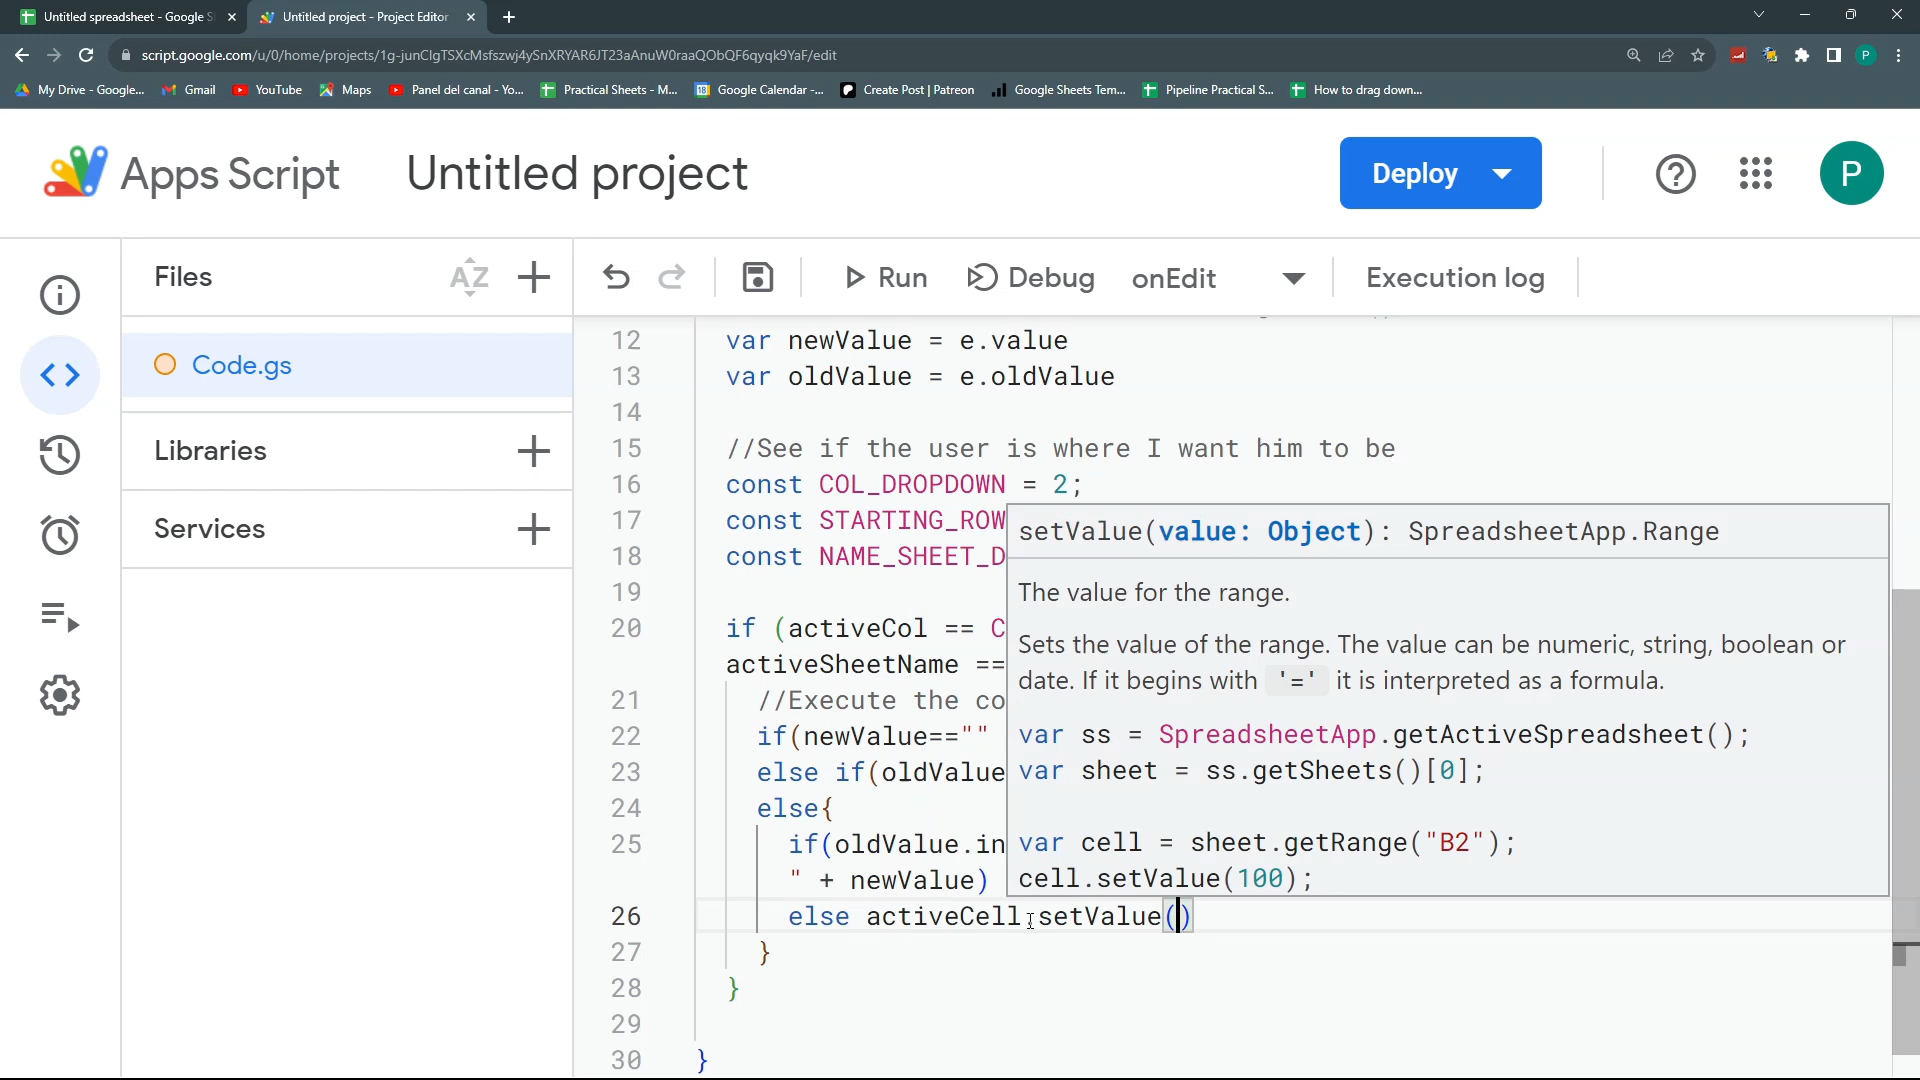 Untitled spreadsheet - Google S
Untitled project - Project Editor
script.google.com/u/0/home/projects/1g-junClgTSXcMsfszwj4ySnXRYAR6JT23aAnuW0raaQObQF6qyqk9YaF/edit
P
My Drive - Google...
Gmail
YouTube
Maps
Panel del canal - Yo...
Practical Sheets - M...
Google Calendar -...
Create Post | Patreon
Google Sheets Tem...
Pipeline Practical S...
How to drag down...
Apps Script
Untitled project
Deploy
P
Files
AZ
Run
Debug
onEdit
Execution log
Code.gs
Libraries
Services
12 var newValue = e.value
13 var oldValue = e.oldValue
14
15 //See if the user is where I want him to be
16 const COL_DROPDOWN = 2;
17 const STARTING_ROW
18 const NAME_SHEET_D
19
20 if (activeCol == C
activeSheetName ==
21 //Execute the co
22 if(newValue==""
23 else if(oldValue
24 else{
25 if(oldValue.in
" + newValue)
26 else activeCell.setValue()
27 }
28 }
29
30 }
setValue(value: Object): SpreadsheetApp.Range
The value for the range.
Sets the value of the range. The value can be numeric, string, boolean or
date. If it begins with '=' it is interpreted as a formula.
var ss = SpreadsheetApp.getActiveSpreadsheet();
var sheet = ss.getSheets()[0];
var cell = sheet.getRange("B2");
cell.setValue(100);